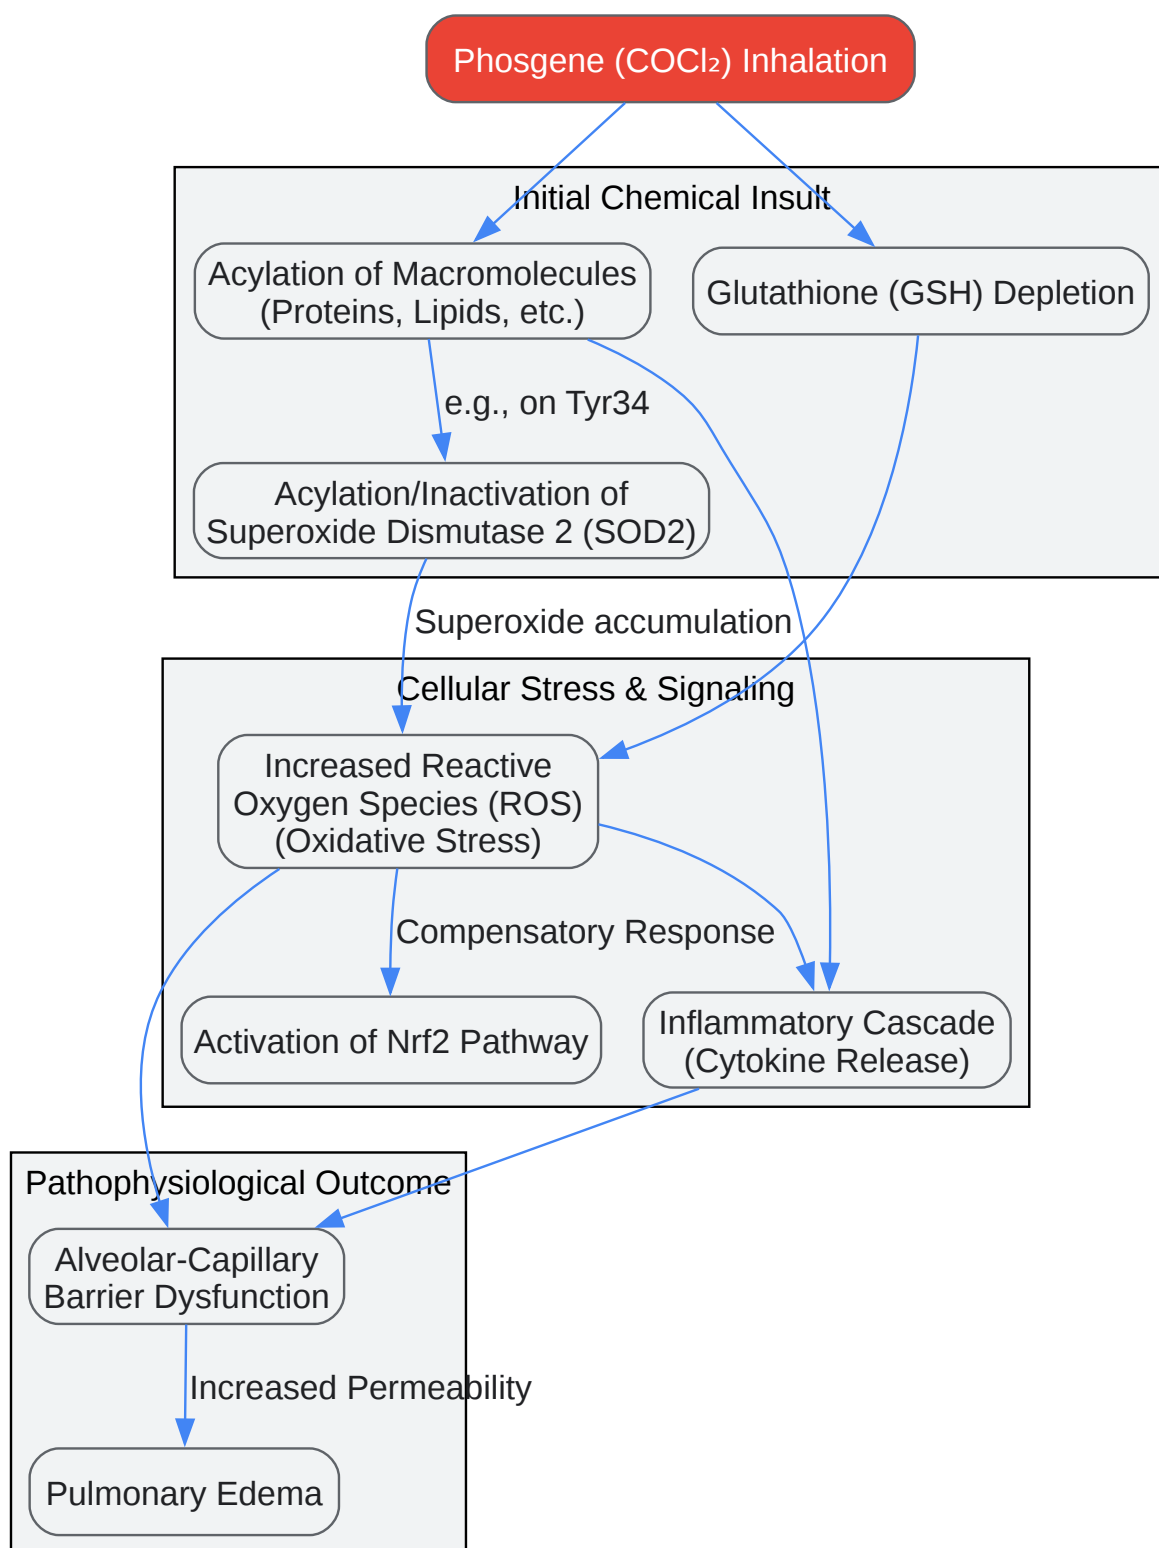 Phosgene (COCl₂) Inhalation
Initial Chemical Insult
Acylation of Macromolecules
(Proteins, Lipids, etc.)
Glutathione (GSH) Depletion
e.g., on Tyr34
Acylation/Inactivation of
Superoxide Dismutase 2 (SOD2)
Superoxide accumulation
Cellular Stress & Signaling
Increased Reactive
Oxygen Species (ROS)
(Oxidative Stress)
Compensatory Response
Activation of Nrf2 Pathway
Inflammatory Cascade
(Cytokine Release)
Pathophysiological Outcome
Alveolar-Capillary
Barrier Dysfunction
Increased Permeability
Pulmonary Edema